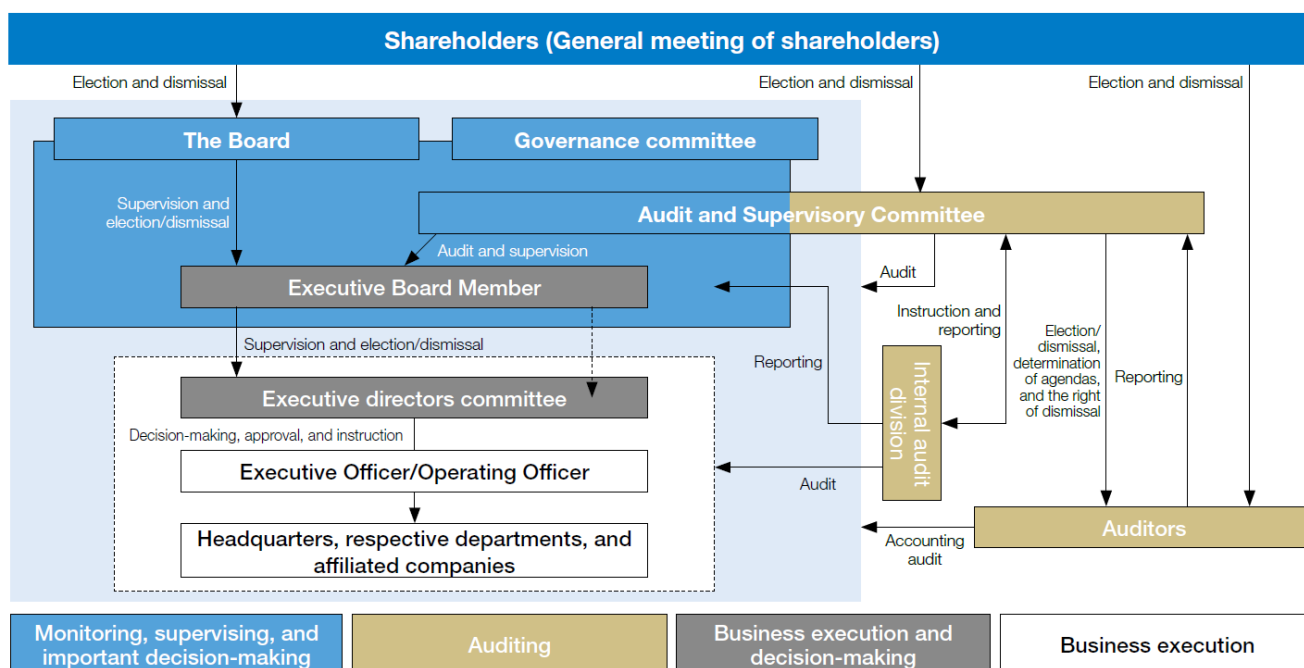 Shareholders (General meeting of shareholders)
Election and dismissal
Election and dismissal
Election and dismissal
The Board
Governance committee
Supervision and
election/dismissal
Audit and Supervisory Committee
Audit and supervision
Audit
Executive Board Member
Instruction and
reporting
Election/
dismissal,
determination
of agendas,
and the right
of dismissal
Reporting
Supervision and election/dismissal
Reporting
Internal audit
division
Executive directors committee
Decision-making, approval, and instruction
Executive Officer/Operating Officer
Audit
Headquarters, respective departments, and
affiliated companies
Auditors
Accounting
audit
Monitoring, supervising, and
important decision-making
Auditing
Business execution and
decision-making
Business execution